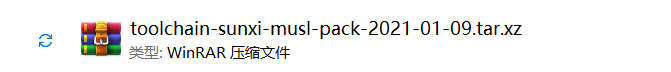 toolchain-sunxi-musl-pack-2021-01-09.tar.xz
类型: WinRAR 压缩文件